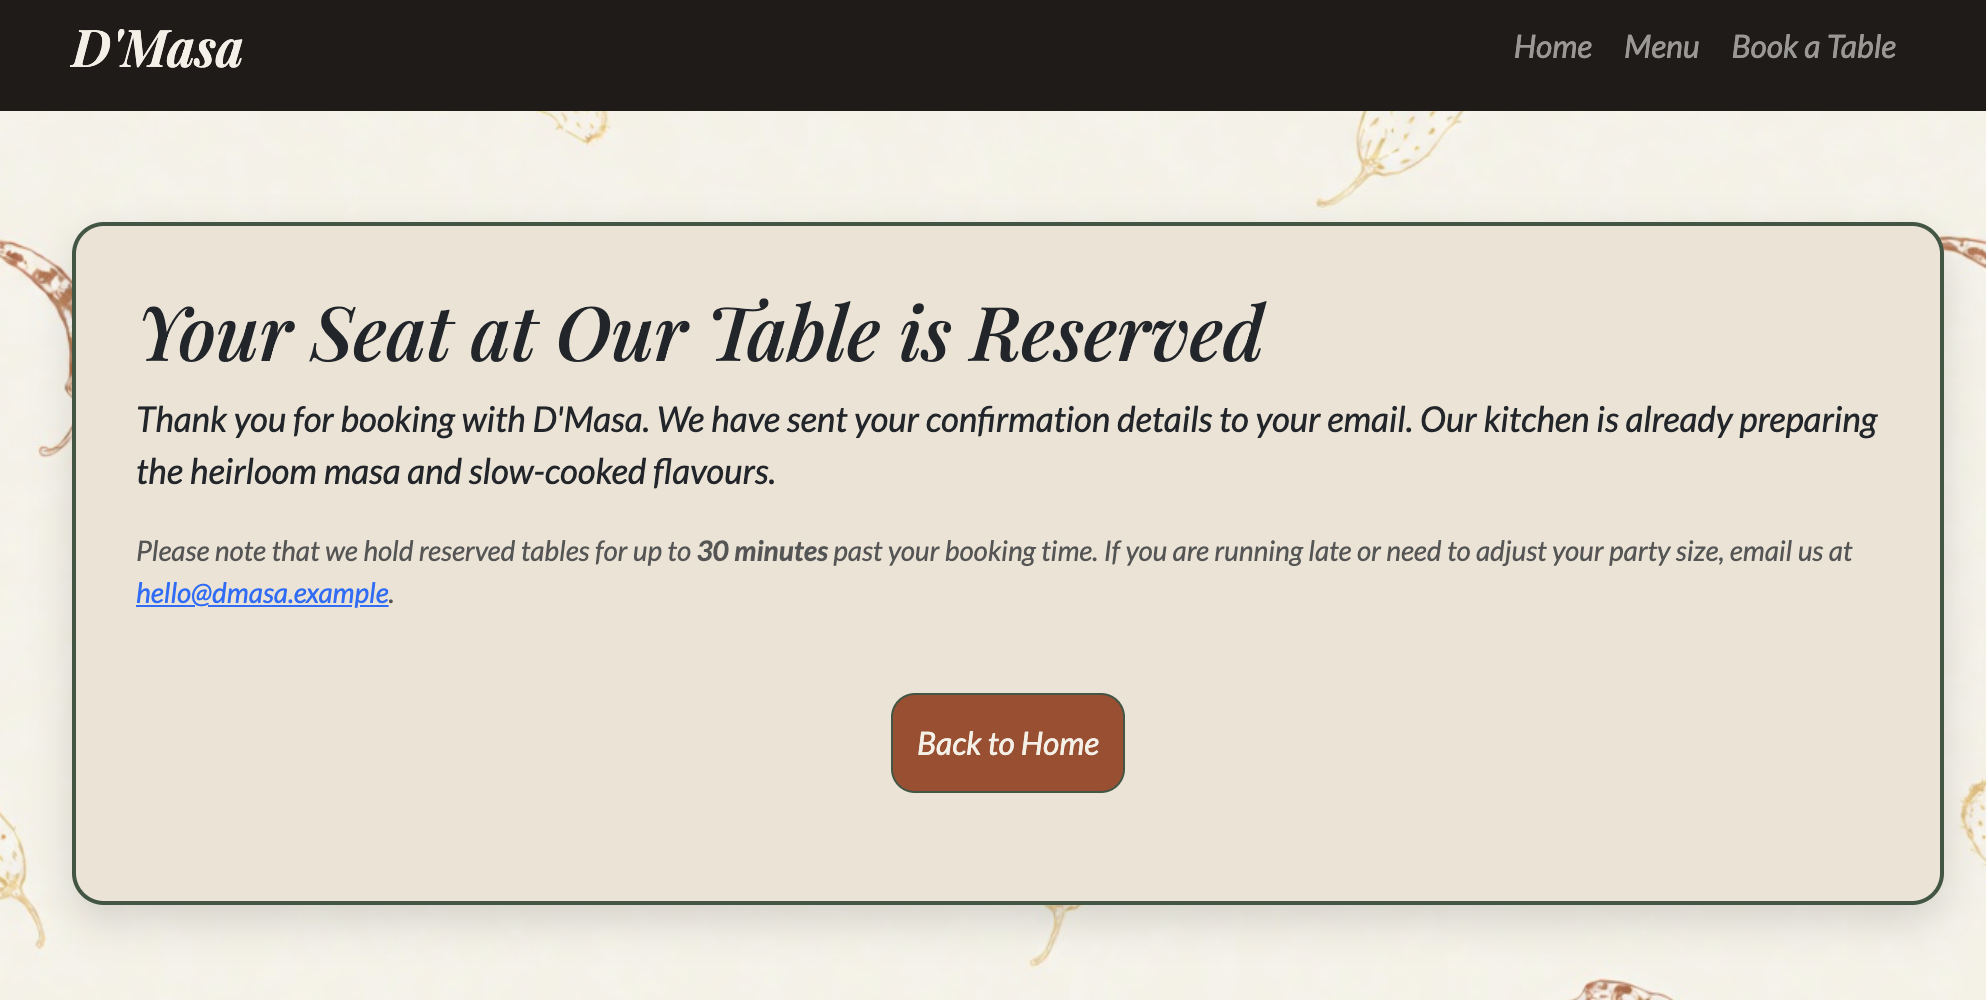 D'Masa
Home Menu Book a Table
Your Seat at Our Table is Reserved
Thank you for booking with D'Masa. We have sent your confirmation details to your email. Our kitchen is already preparing
the heirloom masa and slow-cooked flavours.
Please note that we hold reserved tables for up to 30 minutes past your booking time. If you are running late or need to adjust your party size, email us at
hello@dmasa.example.
Back to Home